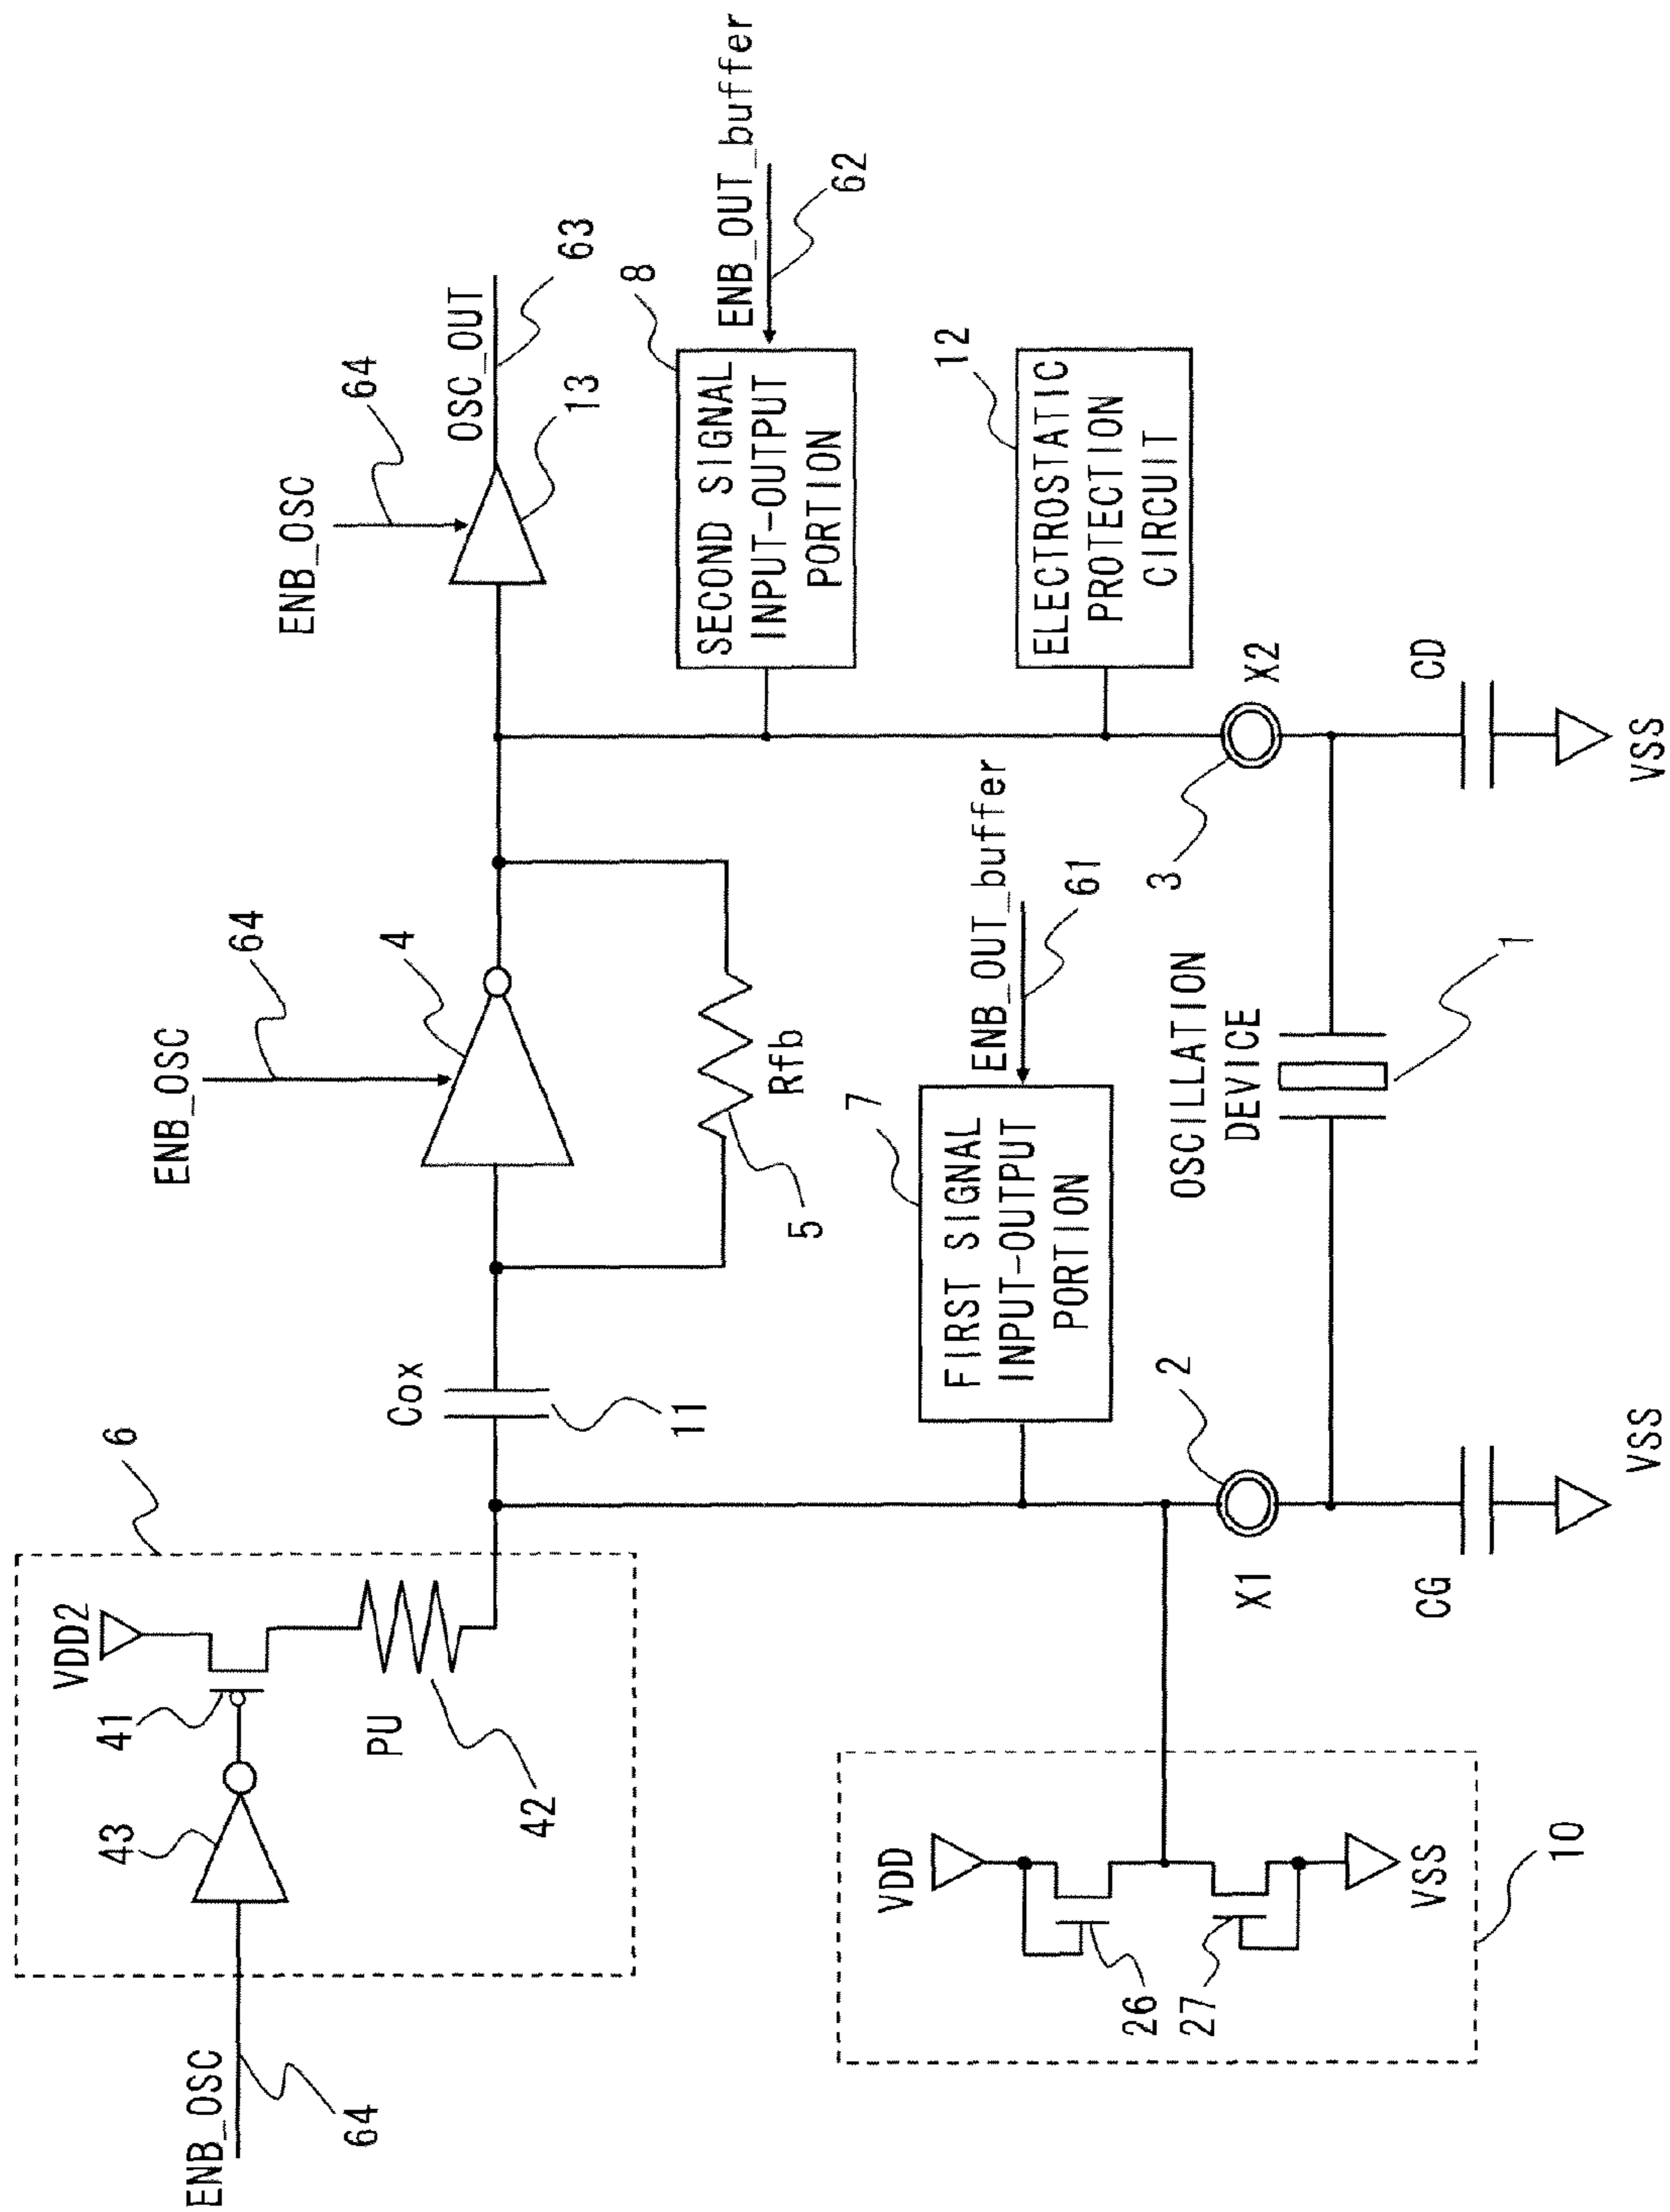 ENB_OSC
64
43
41
VDD2
PU
42
6
Cox
11
ENB_OSC
64
4
Rfb
5
ENB_OSC
64
OSC_OUT
63
13
SECOND SIGNAL
INPUT-OUTPUT
PORTION
8
ENB_OUT_buffer
62
FIRST SIGNAL
INPUT-OUTPUT
PORTION
7
ENB_OUT_buffer
61
ELECTROSTATIC
PROTECTION
CIRCUIT
12
VDD
26
27
VSS
10
X1
2
CG
VSS
OSCILLATION
DEVICE
1
3
X2
CD
VSS